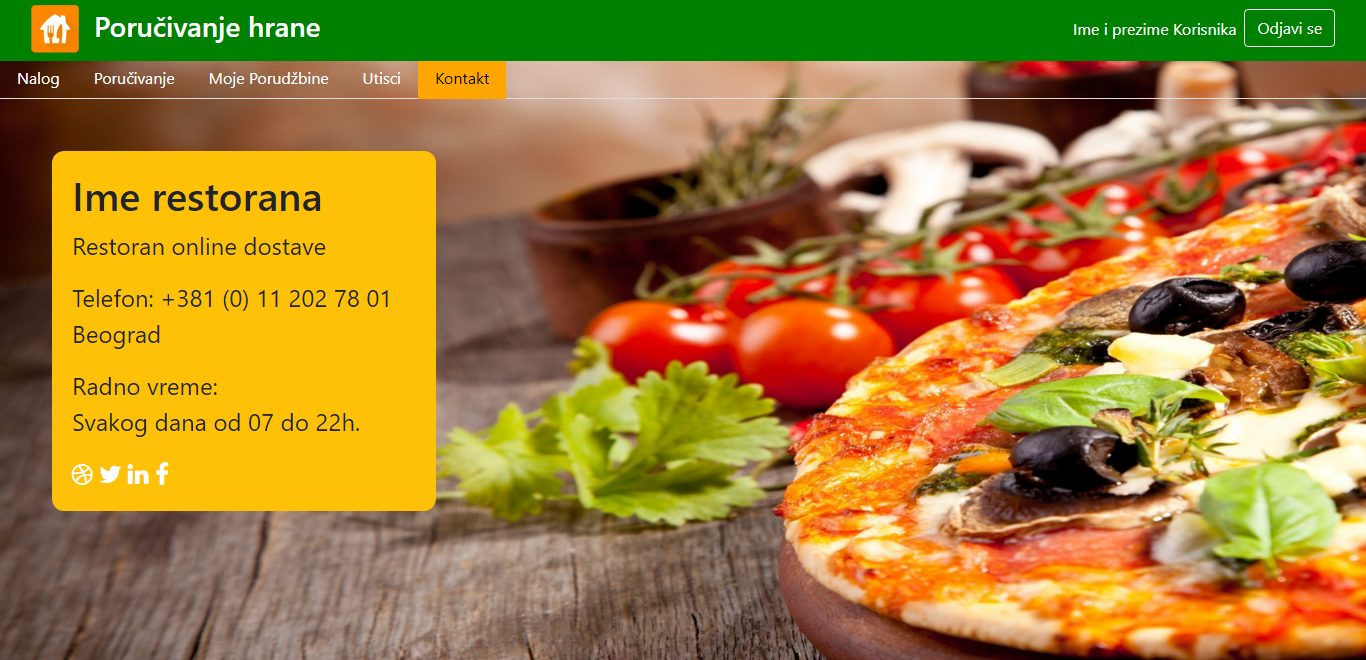 Poručivanje hrane
Ime i prezime Korisnika Odjavi se
Nalog Poručivanje Moje Porudžbine Utisci Kontakt
Ime restorana
Restoran online dostave
Telefon: +381 (0) 11 202 78 01
Beograd
Radno vreme:
Svakog dana od 07 do 22h.